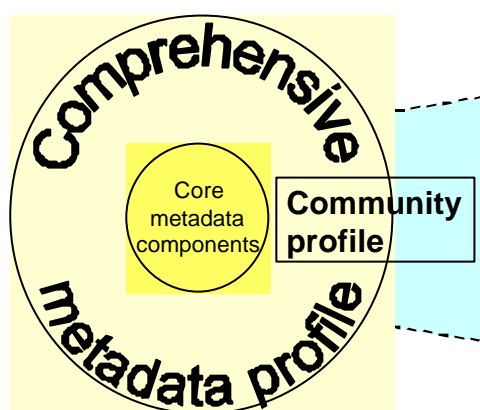 Comprehensive
Core
metadata
components
Community
profile
metadata profile